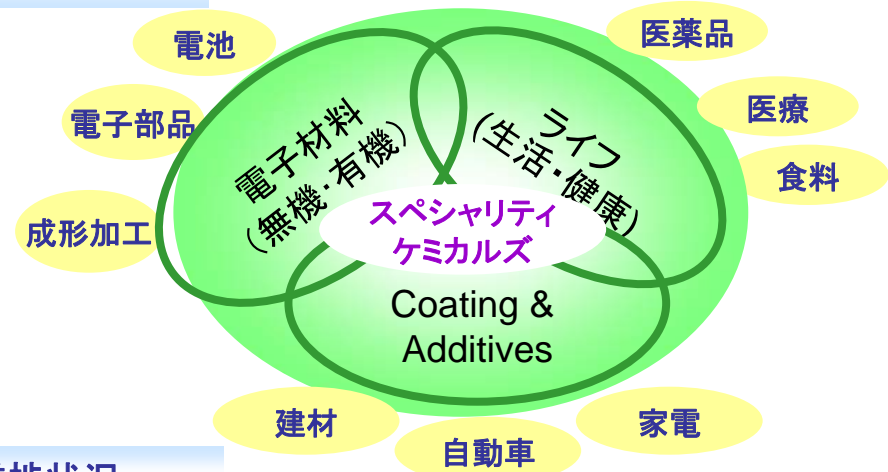 電池
医薬品
電子部品
医療
食料
成形加工
電子材料
(無機・有機)
ライフ
(生活・健康)
スペシャリティ
ケミカルズ
Coating &
Additives
建材
自動車
家電
状況